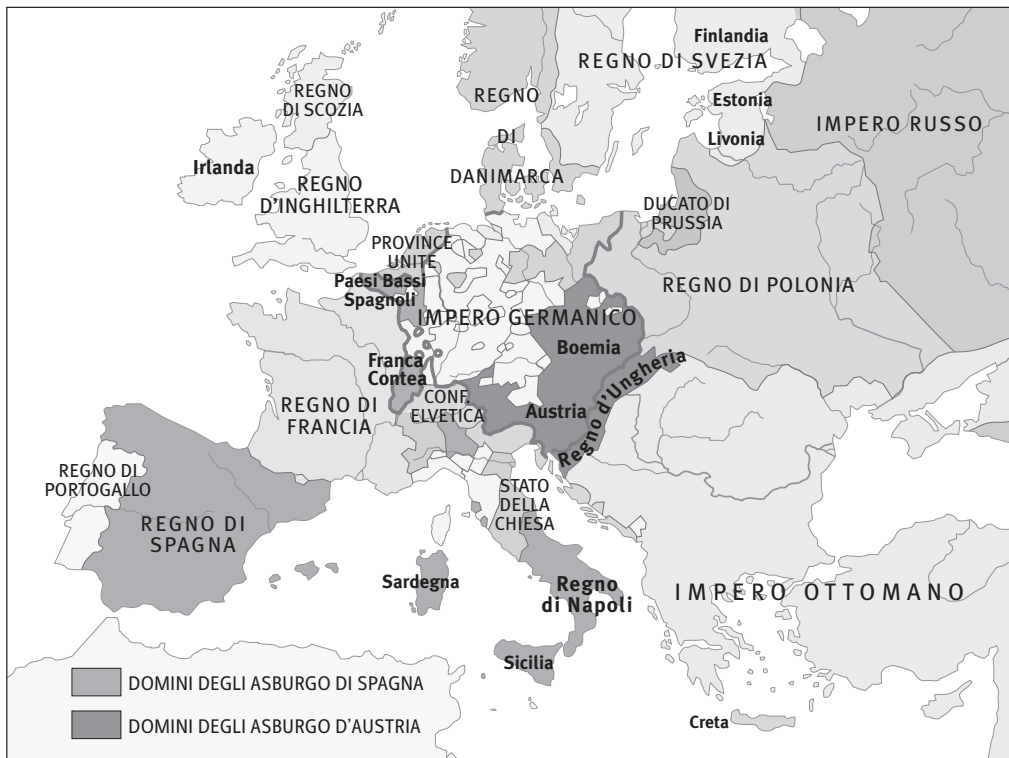 Finlandia
REGNO DI SVEZIA
REGNO
DI SCOZIA
REGNO
DI
DANIMARCA
Estonia
Livonia
IMPERO RUSSO
Irlanda
REGNO
D'INGHILTERRA
DUCATO DI
PRUSSIA
PROVINCE
UNITE
Paesi Bassi
Spagnoli
REGNO DI POLONIA
IMPERO GERMANICO
Boemia
Franca
Contea
CONF.
ELVETICA
Austria
Regno d'Ungheria
REGNO DI
FRANCIA
REGNO DI
PORTOGALLO
REGNO DI
SPAGNA
STATO
DELLA
CHIESA
Sardegna
Regno
di Napoli
IMPERO OTTOMANO
Sicilia
Creta
DOMINI DEGLI ASBURGO DI SPAGNA
DOMINI DEGLI ASBURGO D'AUSTRIA